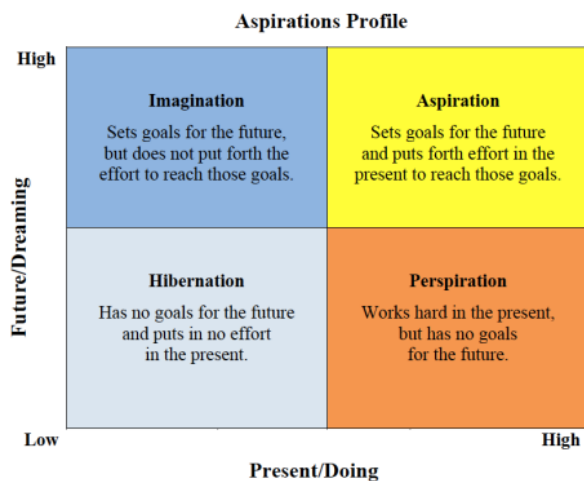 Aspirations Profile
High
Imagination
Sets goals for the future,
but does not put forth the
effort to reach those goals.
Aspiration
Sets goals for the future
and puts forth effort in the
present to reach those goals.
Future/Dreaming
Hibernation
Has no goals for the future
and puts in no effort
in the present.
Perspiration
Works hard in the present,
but has no goals
for the future.
Low
High
Present/Doing